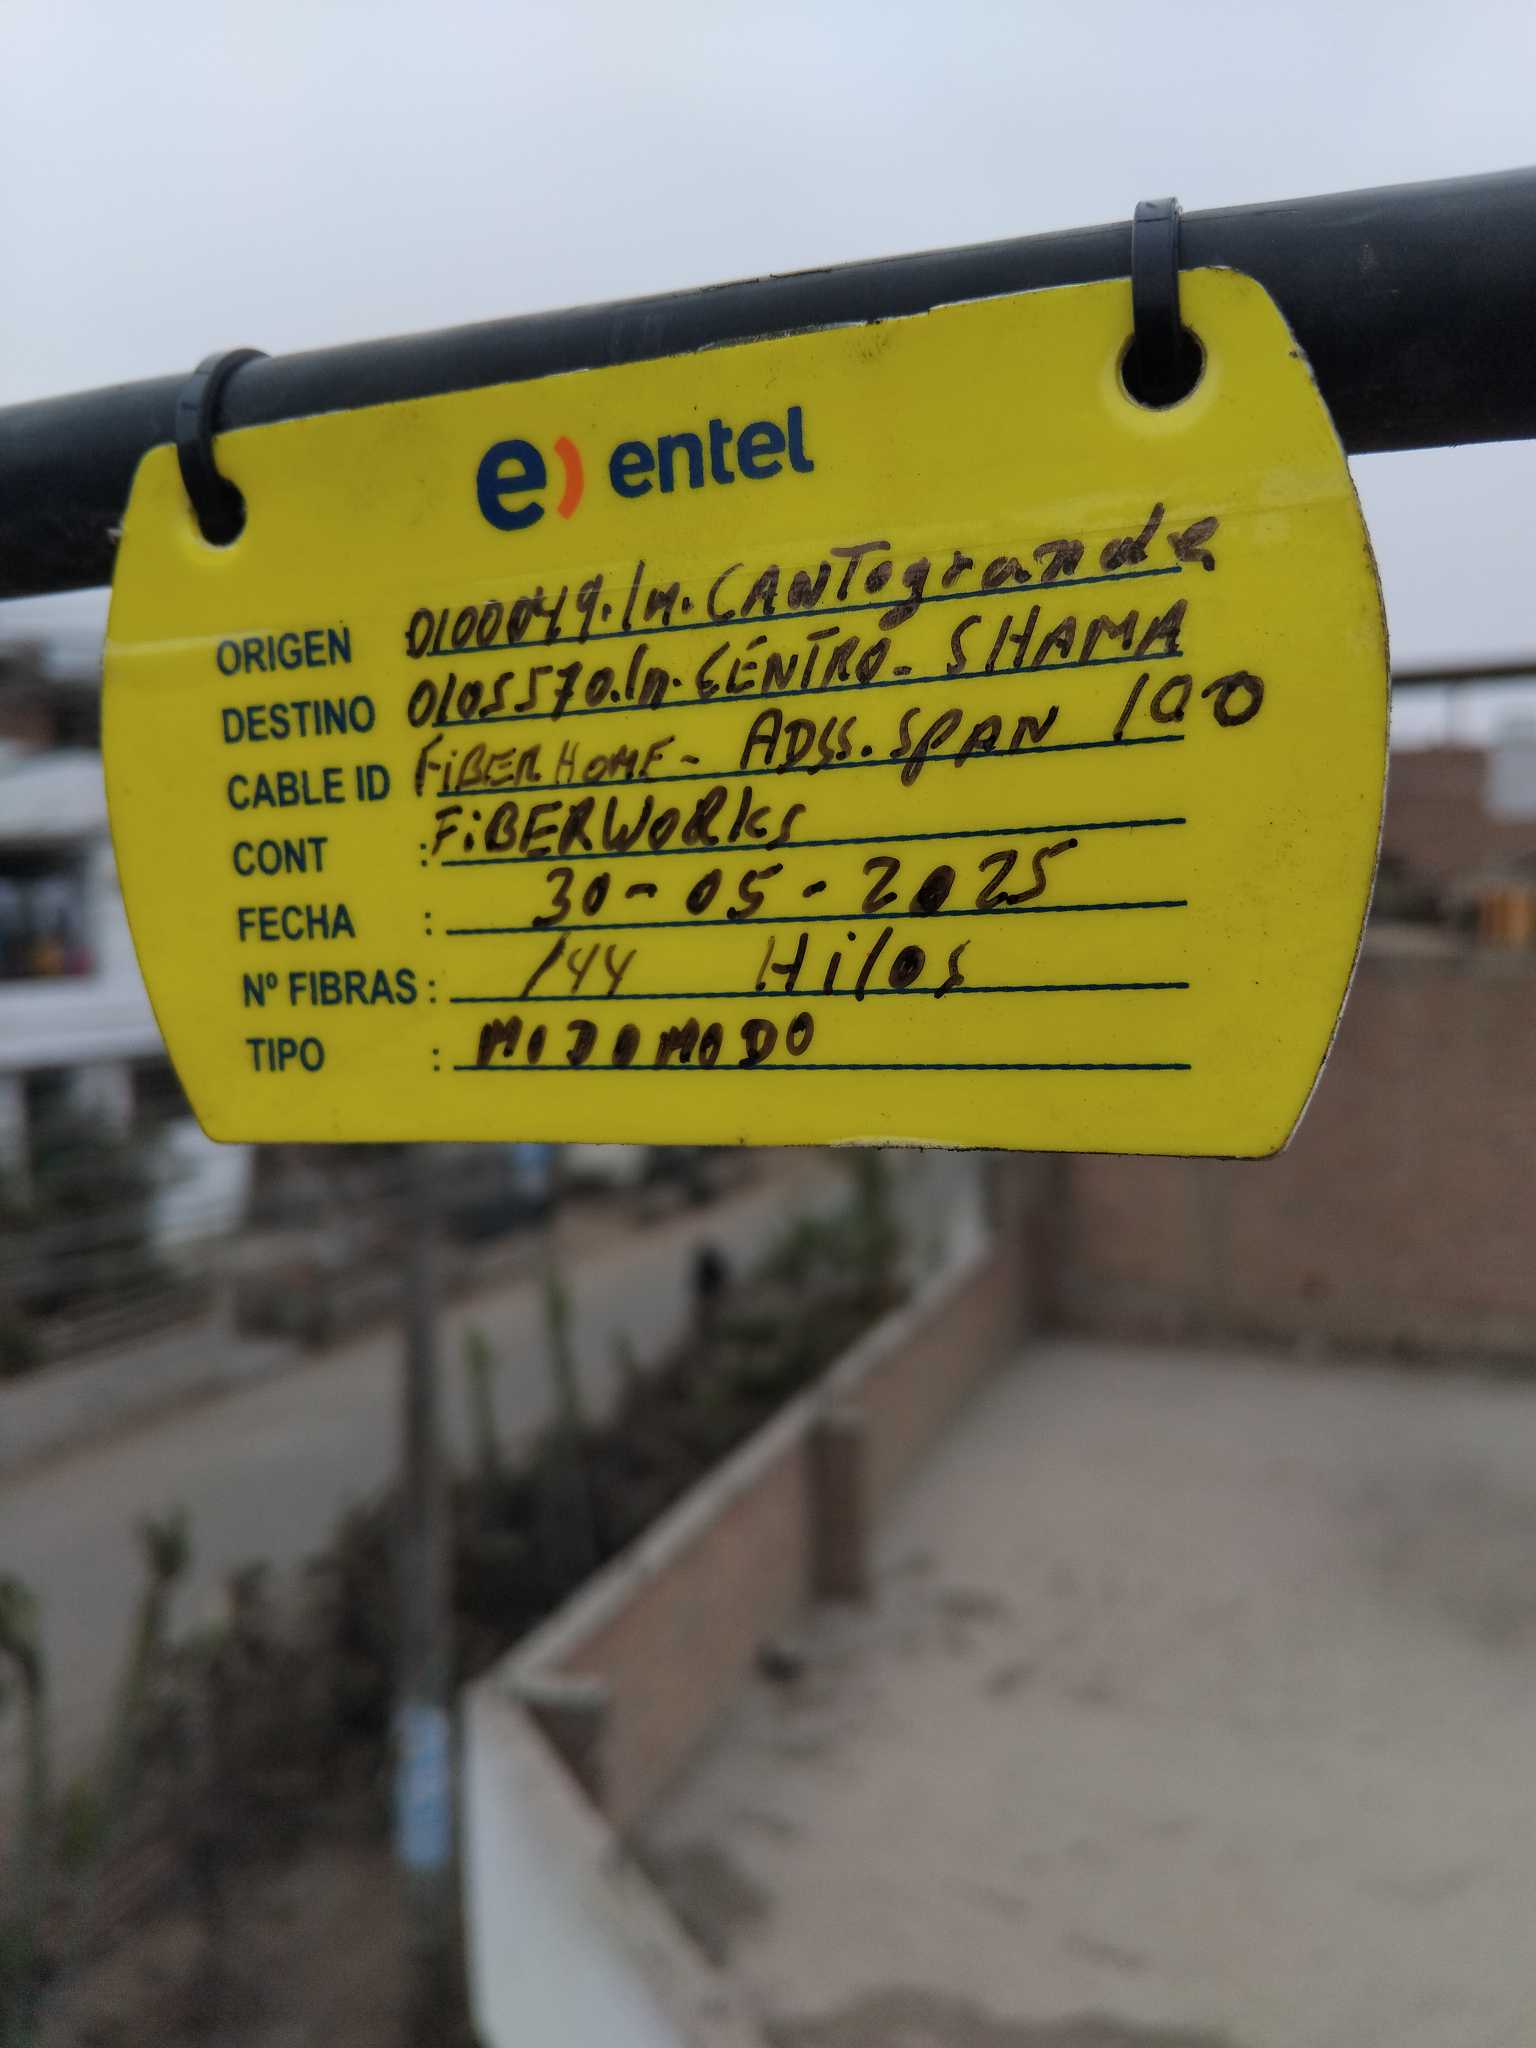 e) entel
ORIGEN 0100049.lm.CANTogrande
DESTINO 0105570.lm.CENTRO-SHAMA
CABLE ID FiBERHOME- ADSS.SPAN 100
CONT : FiBERWORKs
FECHA : 30-05-2025
Nº FIBRAS : 144 Hilos
TIPO : MODOMODO